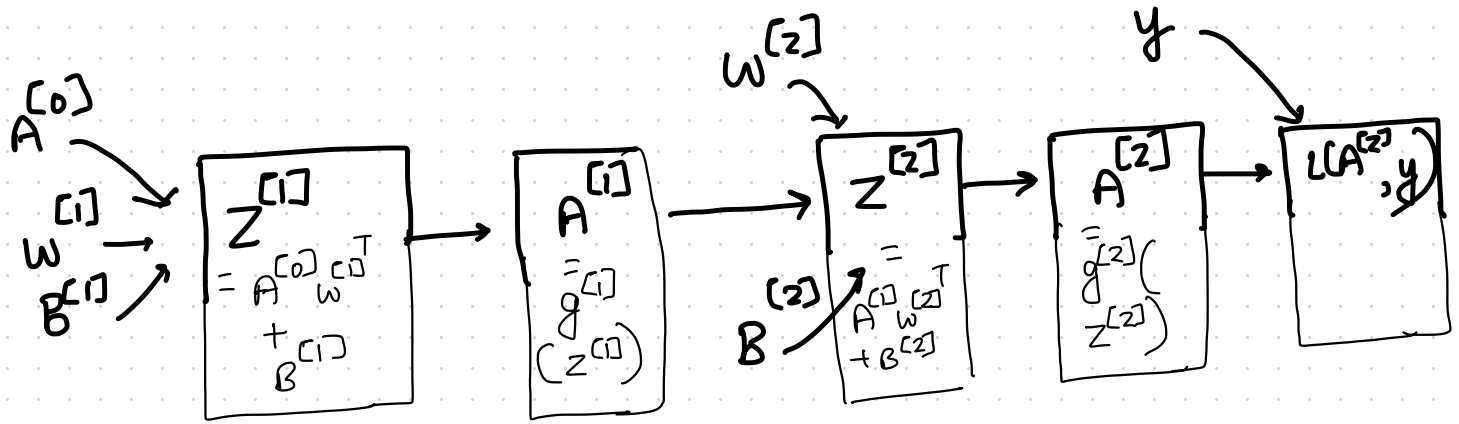 A^[0]
W^[1]
B^[1]
Z^[1]
= A^[0] W^[1]^T
+
B^[1]
A^[1]
=
g^[1]
(Z^[1])
W^[2]
B^[2]
Z^[2]
=
A^[1] W^[2]^T
+ B^[2]
A^[2]
=
g^[2](
Z^[2])
y
L(A^[2]
, y)